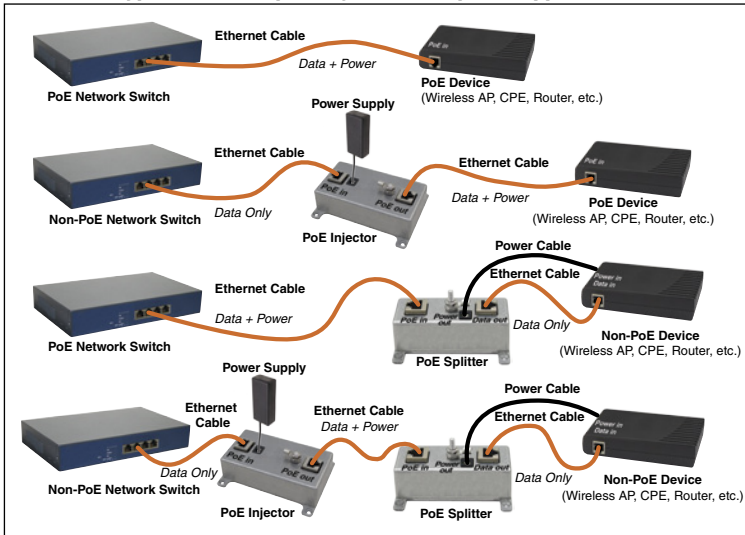 Ethernet Cable
PoE in
Data + Power
PoE Network Switch
PoE Device
(Wireless AP, CPE, Router, etc.)
Power Supply
Ethernet Cable
Ethernet Cable
PoE in
PoE in
PoE out
Data Only
Data + Power
Non-PoE Network Switch
PoE Injector
PoE Device
(Wireless AP, CPE, Router, etc.)
Power Cable
Ethernet Cable
Ethernet Cable
Power in
Data in
Data + Power
PoE in
Power out
Data out
Data Only
PoE Network Switch
PoE Splitter
Non-PoE Device
(Wireless AP, CPE, Router, etc.)
Power Supply
Power Cable
Ethernet
Cable
Ethernet Cable
Data + Power
Ethernet Cable
Power in
Data in
PoE in
PoE out
PoE in
Power out
Data out
Data Only
Data Only
Non-PoE Network Switch
PoE Injector
PoE Splitter
Non-PoE Device
(Wireless AP, CPE, Router, etc.)